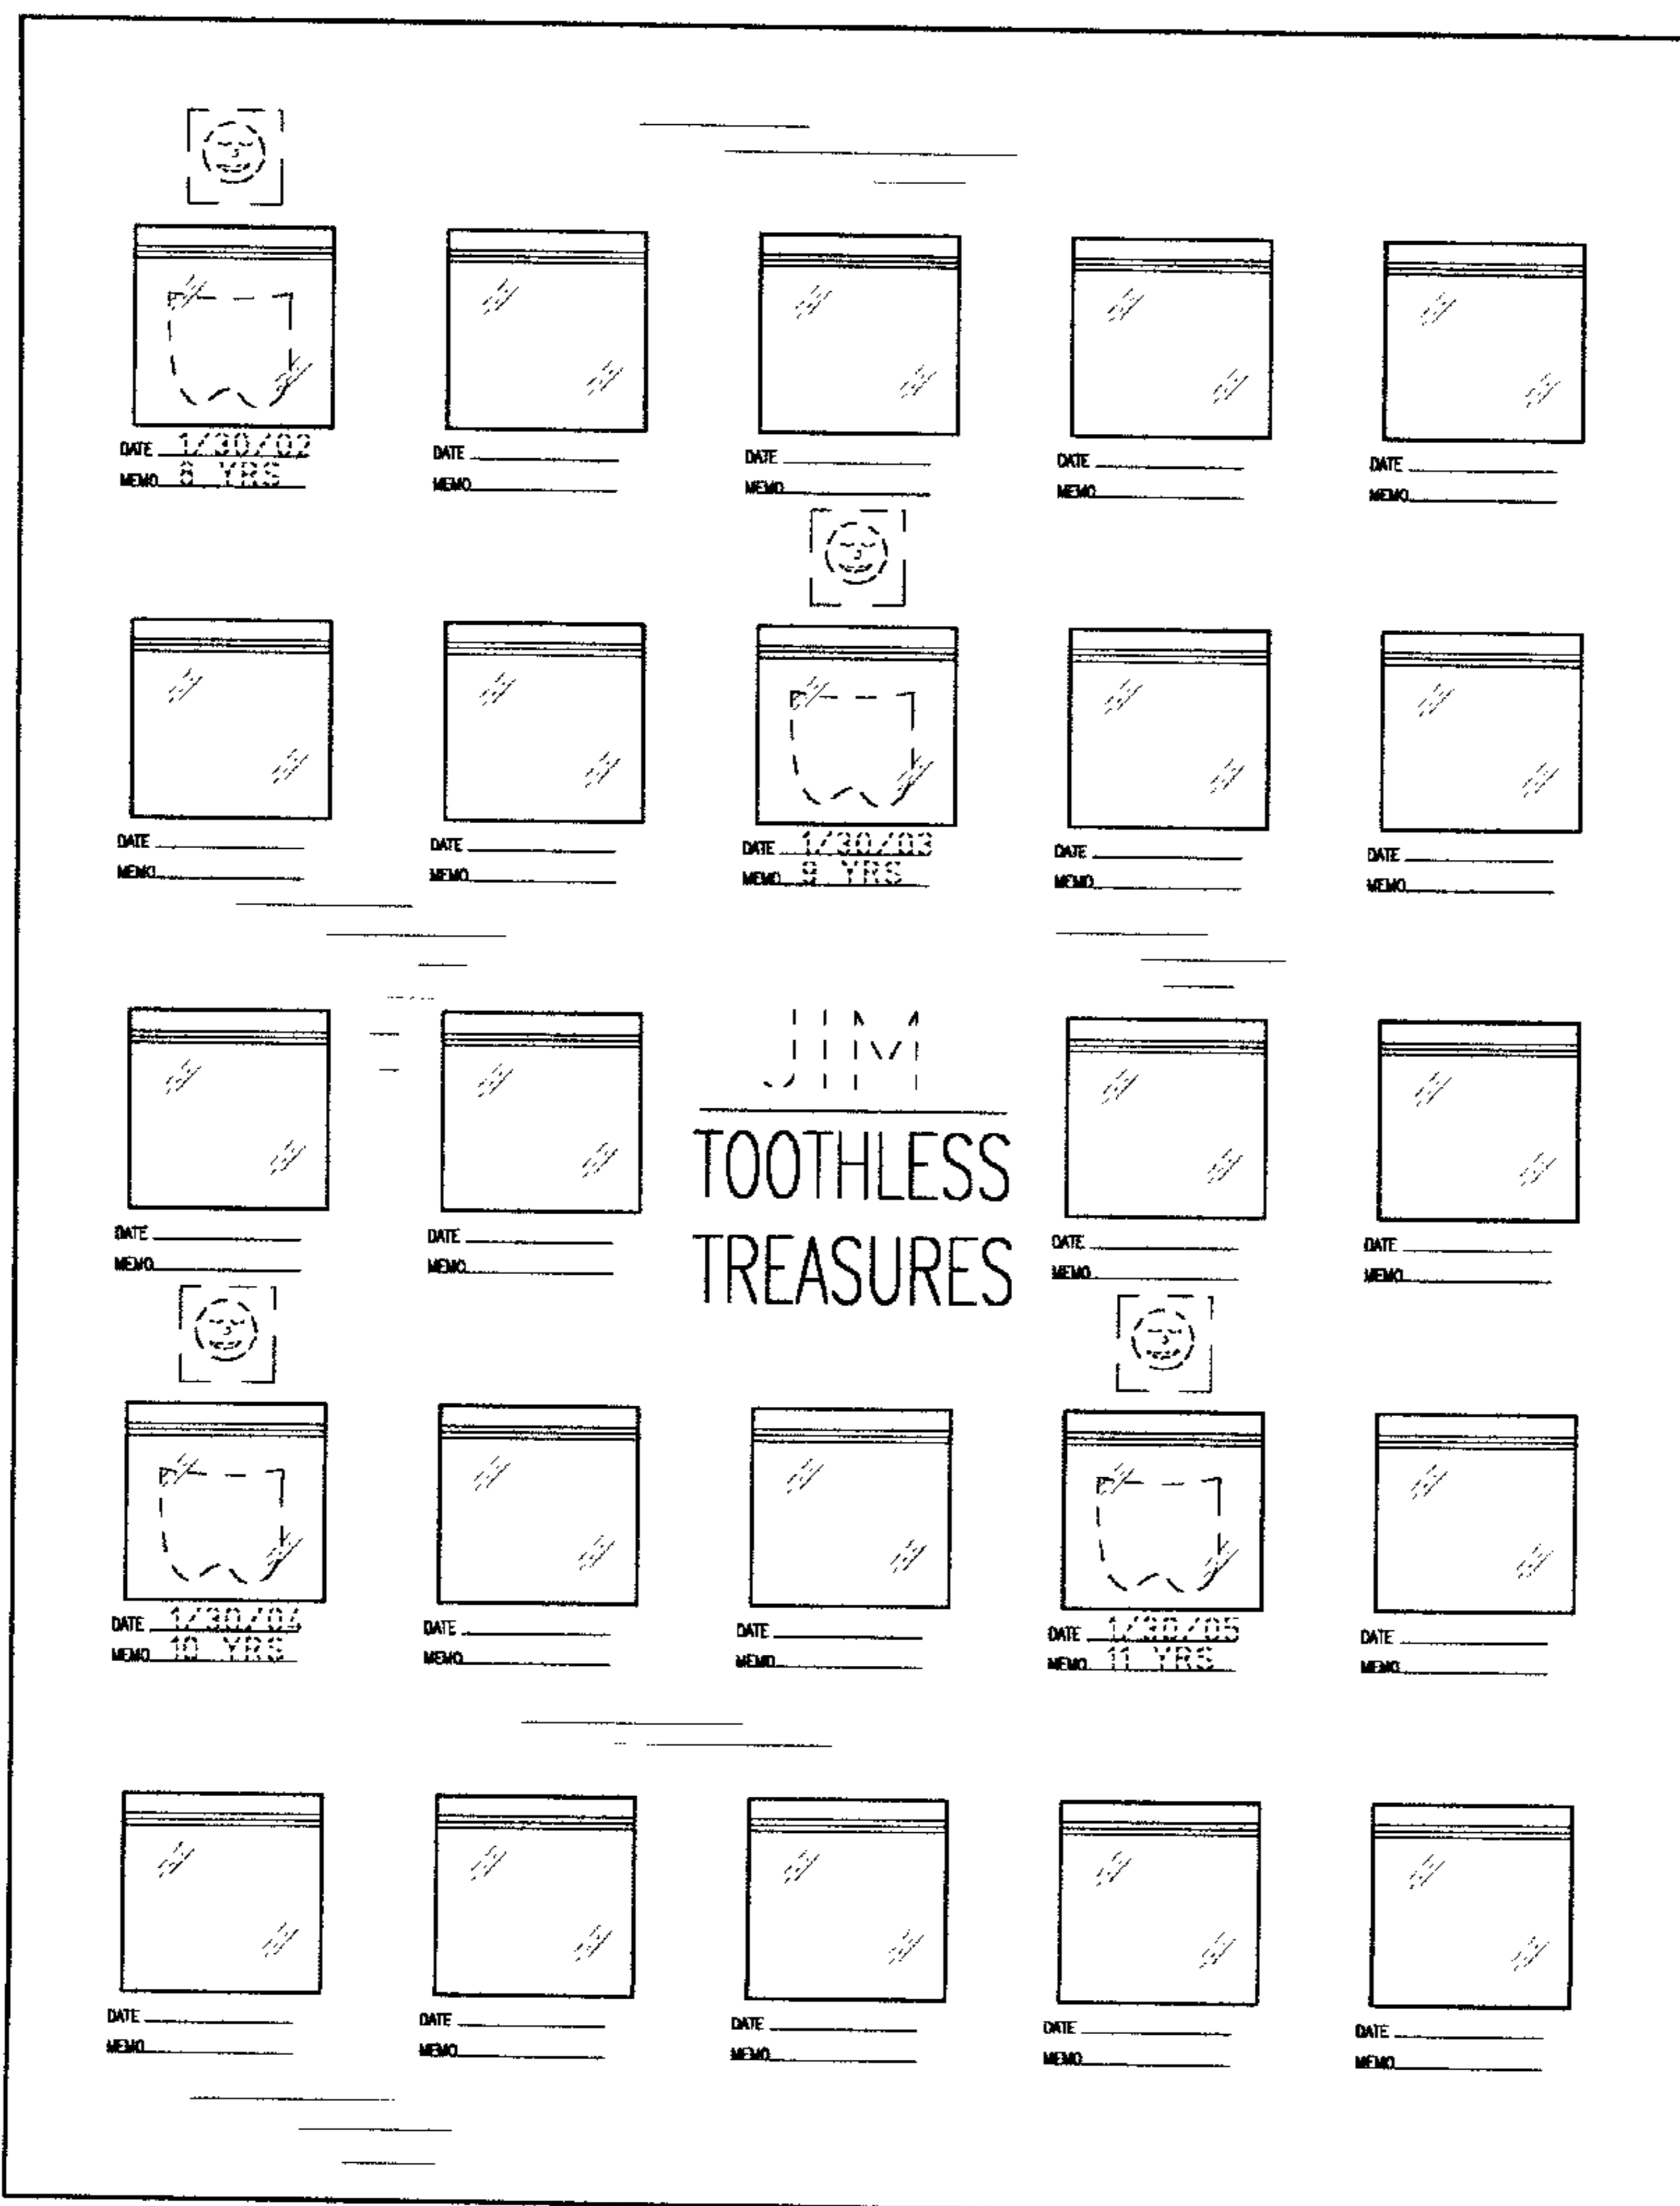 DATE 1/30/02
MEMO 8 YRS
DATE
MEMO
DATE
MEMO
DATE
MEMO
DATE
MEMO
DATE
MEMO
DATE
MEMO
DATE 1/30/03
MEMO 9 YRS
DATE
MEMO
DATE
MEMO
DATE
MEMO
DATE
MEMO
JIM
TOOTHLESS
TREASURES
DATE
MEMO
DATE
MEMO
DATE 1/30/04
MEMO 10 YRS
DATE
MEMO
DATE
MEMO
DATE 1/30/05
MEMO 11 YRS
DATE
MEMO
DATE
MEMO
DATE
MEMO
DATE
MEMO
DATE
MEMO
DATE
MEMO